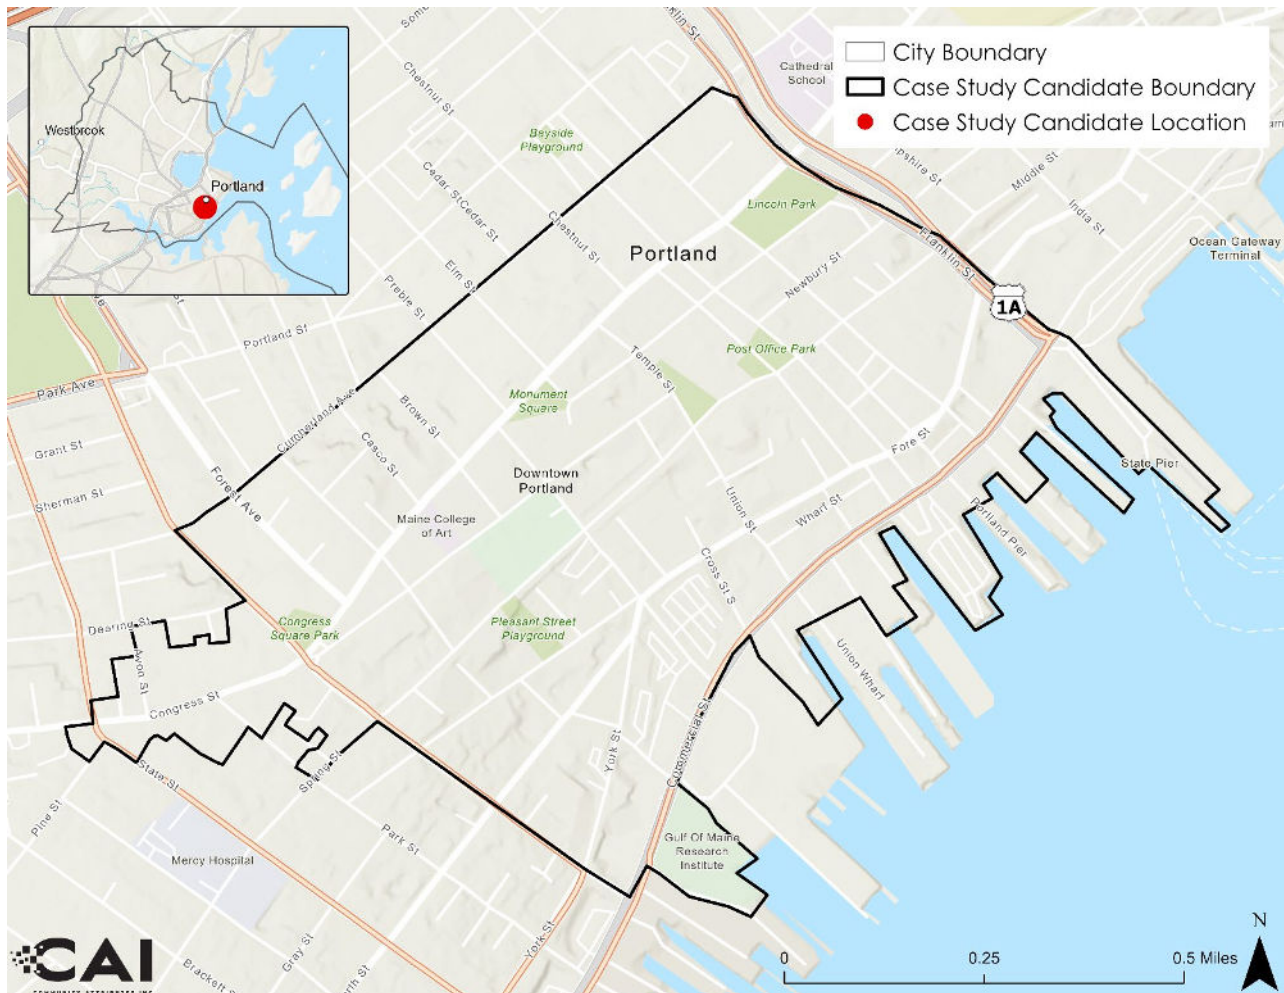 Westbrook
Portland
City Boundary
Case Study Candidate Boundary
Case Study Candidate Location
Franklin St
Cathedral
School
Chestnut St
Bayside
Playground
Middle St
India St
Ocean Gateway
Terminal
Cedar St
Cedar St
Chestnut St
Lincoln Park
Portland
Franklin St
Elm St
Newbury St
Preble St
1A
Portland St
Park Ave
Post Office Park
Temple St
Monument
Square
Cumberland Ave
Brown St
Casco St
Grant St
Fore St
Forest Ave
Downtown
Portland
State Pier
Sherman St
Union St
Wharf St
Maine College
of Art
Portland Pier
Cross St S
Deering St
Congress
Square Park
Pleasant Street
Playground
Avon St
Union Wharf
Congress St
Commercial St
York St
Spring St
State St
Pine St
Park St
Gulf Of Maine
Research
Institute
Mercy Hospital
York St
Gray St
Brackett S
N
0
0.25
0.5 Miles
CAI